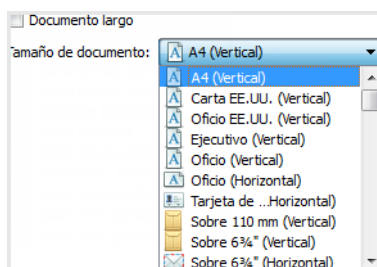 Documento largo
Tamaño de documento: A4 (Vertical)
A4 (Vertical)
Carta EE.UU. (Vertical)
Oficio EE.UU. (Vertical)
Ejecutivo (Vertical)
Oficio (Vertical)
Oficio (Horizontal)
Tarjeta de ...Horizontal)
Sobre 110 mm (Vertical)
Sobre 6¾" (Vertical)
Sobre 6¾" (Horizontal)